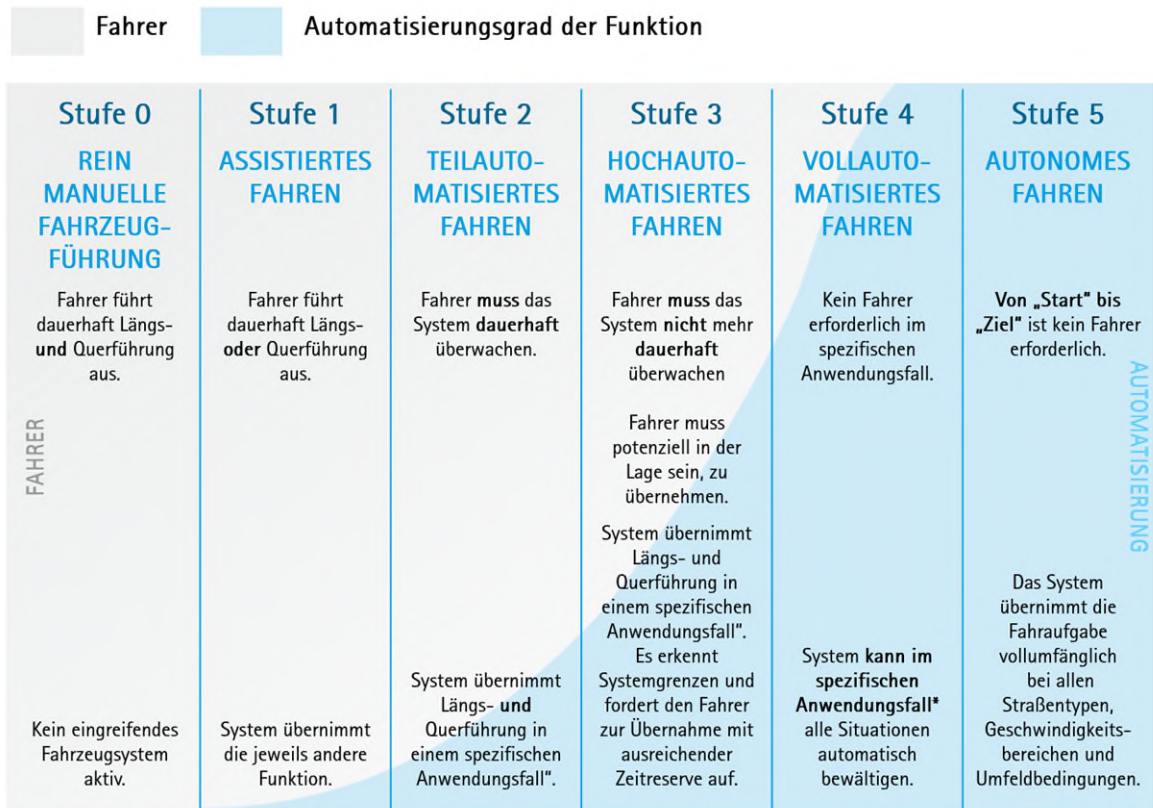 Fahrer
Automatisierungsgrad der Funktion
Stufe 0
REIN
MANUELLE
FAHRZEUG-
FÜHRUNG
Fahrer führt
dauerhaft Längs-
und Querführung
aus.
Kein eingreifendes
Fahrzeugsystem
aktiv.
Stufe 1
ASSISTIERTES
FAHREN
Fahrer führt
dauerhaft Längs-
oder Querführung
aus.
System übernimmt
die jeweils andere
Funktion.
Stufe 2
TEILAUTO-
MATISIERTES
FAHREN
Fahrer muss das
System dauerhaft
überwachen.
System übernimmt
Längs- und
Querführung in
einem spezifischen
Anwendungsfall".
Stufe 3
HOCHAUTO-
MATISIERTES
FAHREN
Fahrer muss das
System nicht mehr
dauerhaft
überwachen
Fahrer muss
potenziell in der
Lage sein, zu
übernehmen.
System übernimmt
Längs- und
Querführung in
einem spezifischen
Anwendungsfall".
Es erkennt
Systemgrenzen und
fordert den Fahrer
zur Übernahme mit
ausreichender
Zeitreserve auf.
Stufe 4
VOLLAUTO-
MATISIERTES
FAHREN
Kein Fahrer
erforderlich im
spezifischen
Anwendungsfall.
System kann im
spezifischen
Anwendungsfall*
alle Situationen
automatisch
bewältigen.
Stufe 5
AUTONOMES
FAHREN
Von „Start" bis
„Ziel" ist kein Fahrer
erforderlich.
Das System
übernimmt die
Fahraufgabe
vollumfänglich
bei allen
Straßentypen,
Geschwindigkeits-
bereichen und
Umfeldbedingungen.
FAHRER
AUTOMATISIERUNG